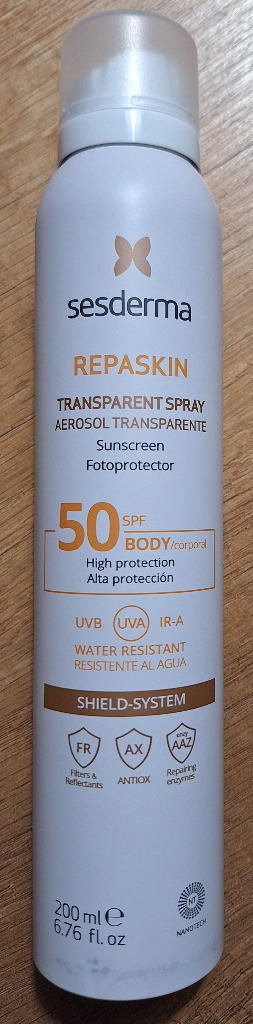 sesderma
REPASKIN
TRANSPARENT SPRAY
AEROSOL TRANSPARENTE
Sunscreen
Fotoprotector
50 SPF
BODY/corporal
High protection
Alta protección
UVB UVA IR-A
WATER RESISTANT
RESISTENTE AL AGUA
SHIELD-SYSTEM
FR AX enzy AAZ
Filters & Reflectants
ANTIOX
Repairing enzymes
200 ml e
6.76 fl. oz
NT
NANOTECH